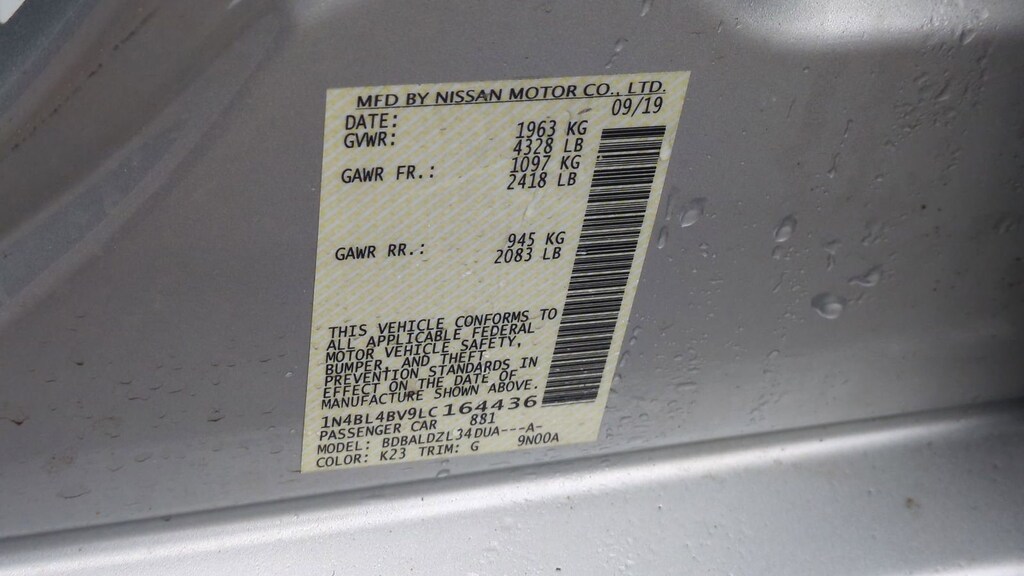 MFD BY NISSAN MOTOR CO., LTD.
DATE: 09/19
GVWR: 1963 KG
4328 LB
GAWR FR.: 1097 KG
2418 LB
GAWR RR.: 945 KG
2083 LB
THIS VEHICLE CONFORMS TO
ALL APPLICABLE FEDERAL
MOTOR VEHICLE SAFETY,
BUMPER, AND THEFT
PREVENTION STANDARDS IN
EFFECT ON THE DATE OF
MANUFACTURE SHOWN ABOVE.
1N4BL4BV9LC164436
PASSENGER CAR 881
MODEL: BDBALDZL34DUA---A-
COLOR: K23 TRIM: G 9N00A